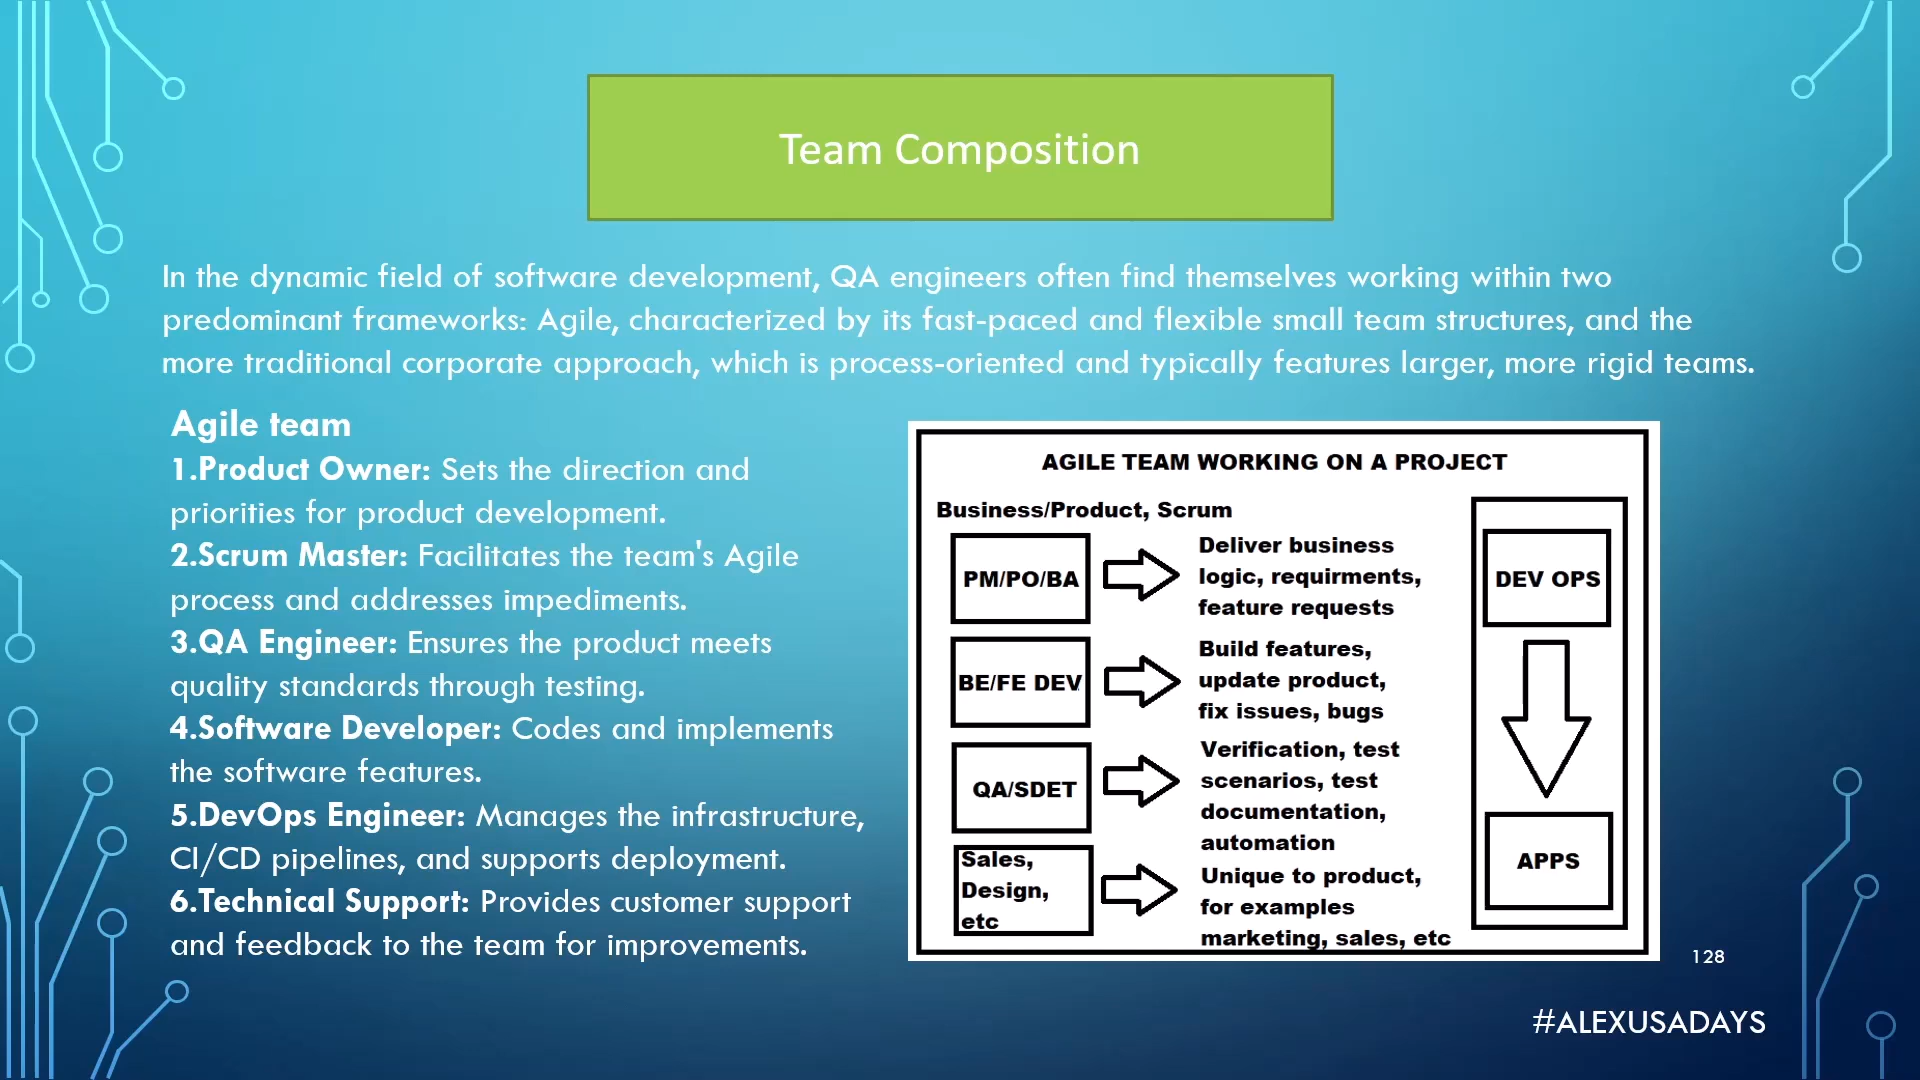 Team Composition
In the dynamic field of software development, QA engineers often find themselves working within two
predominant frameworks: Agile, characterized by its fast-paced and flexible small team structures, and the
more traditional corporate approach, which is process-oriented and typically features larger, more rigid teams.
Agile team
1.Product Owner: Sets the direction and
priorities for product development.
2.Scrum Master: Facilitates the team's Agile
process and addresses impediments.
3.QA Engineer: Ensures the product meets
quality standards through testing.
4.Software Developer: Codes and implements
the software features.
5.DevOps Engineer: Manages the infrastructure,
CI/CD pipelines, and supports deployment.
6.Technical Support: Provides customer support
and feedback to the team for improvements.
AGILE TEAM WORKING ON A PROJECT
Business/Product, Scrum
PM/PO/BA
Deliver business
logic, requirments,
feature requests
BE/FE DEV
Build features,
update product,
fix issues, bugs
QA/SDET
Verification, test
scenarios, test
documentation,
automation
Sales,
Design,
etc
Unique to product,
for examples
marketing, sales, etc
DEV OPS
APPS
128
#ALEXUSADAYS